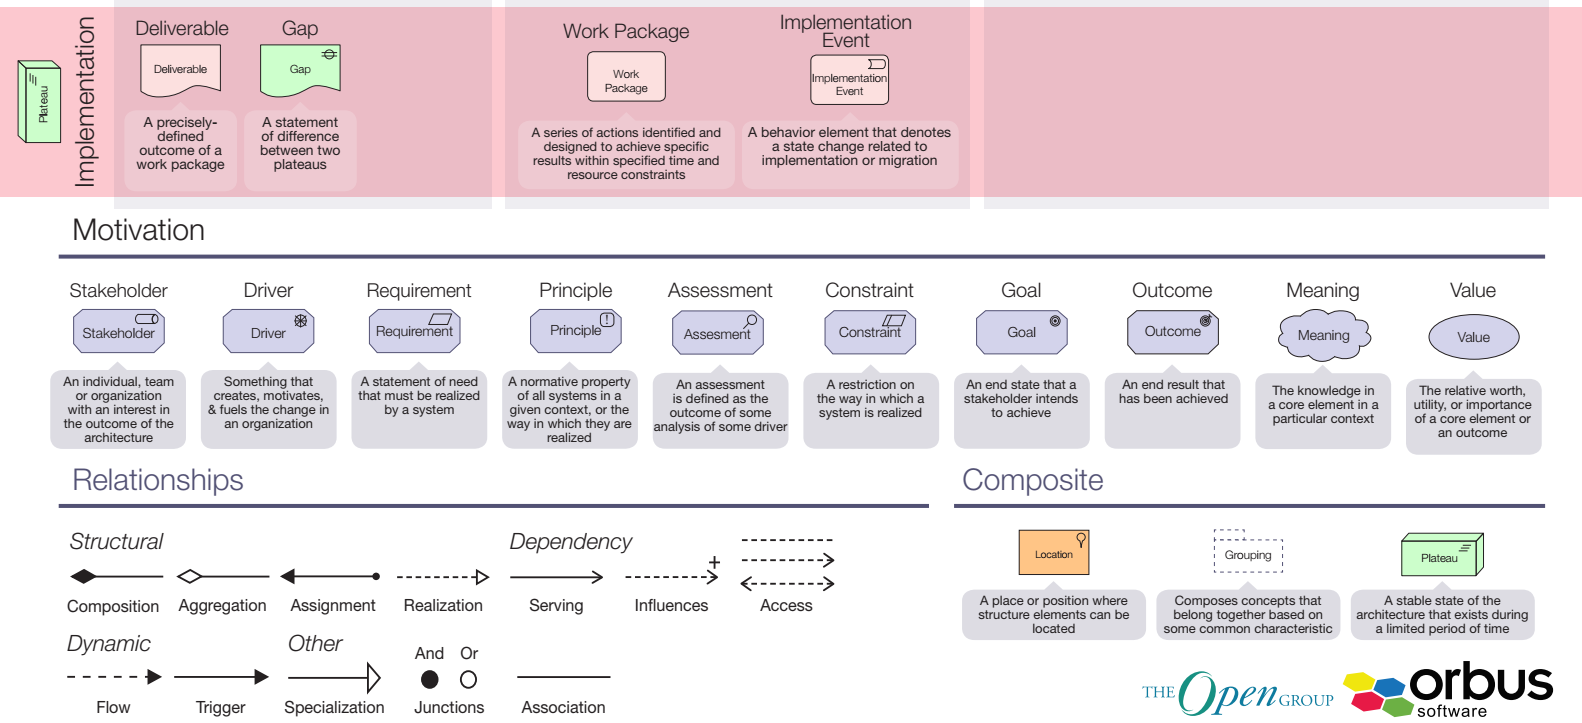 Implementation
Plateau
Deliverable
Deliverable
A precisely-
defined
outcome of a
work package
Gap
Gap
A statement
of difference
between two
plateaus
Work Package
Work
Package
A series of actions identified and
designed to achieve specific
results within specified time and
resource constraints
Implementation
Event
Implementation
Event
A behavior element that denotes
a state change related to
implementation or migration
Motivation
Stakeholder
Stakeholder
An individual, team
or organization
with an interest in
the outcome of the
architecture
Driver
Driver
Something that
creates, motivates,
& fuels the change in
an organization
Requirement
Requirement
A statement of need
that must be realized
by a system
Principle
Principle
!
A normative property
of all systems in a
given context, or the
way in which they are
realized
Assessment
Assesment
An assessment
is defined as the
outcome of some
analysis of some driver
Constraint
Constraint
A restriction on
the way in which a
system is realized
Goal
Goal
An end state that a
stakeholder intends
to achieve
Outcome
Outcome
An end result that
has been achieved
Meaning
Meaning
The knowledge in
a core element in a
particular context
Value
Value
The relative worth,
utility, or importance
of a core element or
an outcome
Relationships
Structural
Composition
Aggregation
Assignment
Realization
Dependency
Serving
+
Influences
Access
Dynamic
Flow
Trigger
Other
Specialization
And Or
Junctions
Association
Composite
Location
A place or position where
structure elements can be
located
Grouping
Composes concepts that
belong together based on
some common characteristic
Plateau
A stable state of the
architecture that exists during
a limited period of time
THE Open GROUP
orbus
software